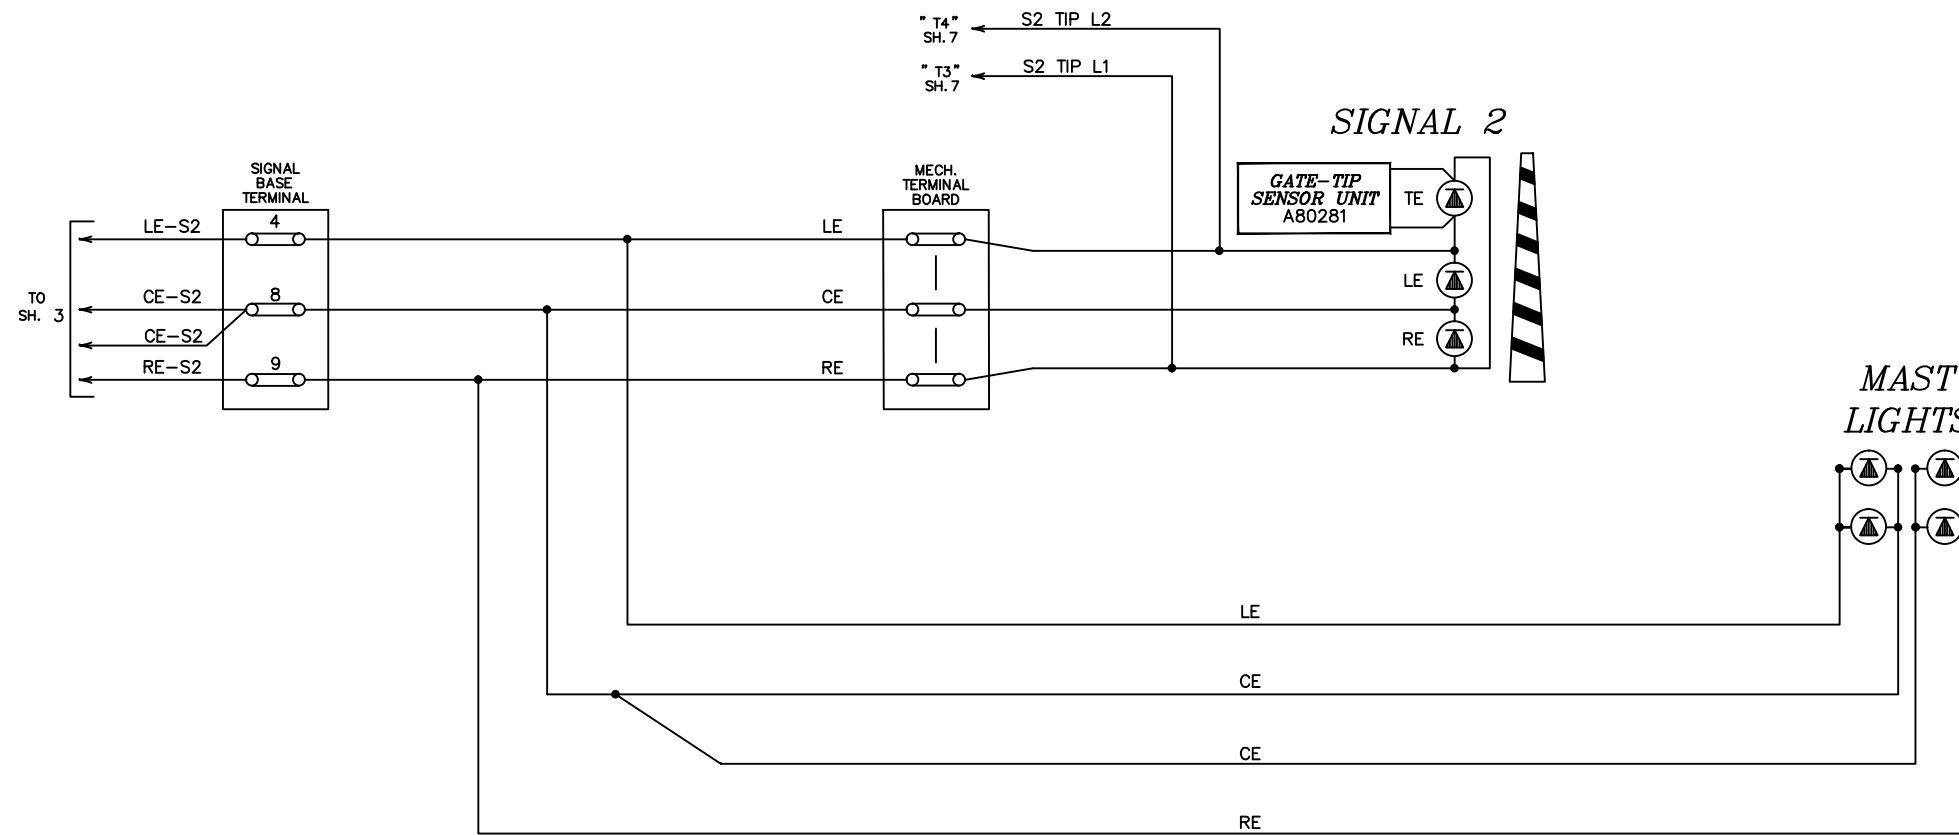 " T4"
SH.7
S2 TIP L2
" T3"
SH.7
S2 TIP L1
SIGNAL 2
SIGNAL
BASE
TERMINAL
MECH.
TERMINAL
BOARD
GATE-TIP
SENSOR UNIT
A80281
TE
LE-S2
4
LE
LE
TO
SH. 3
CE-S2
8
CE
CE-S2
RE
RE-S2
9
RE
MAST
LIGHTS
LE
CE
CE
RE